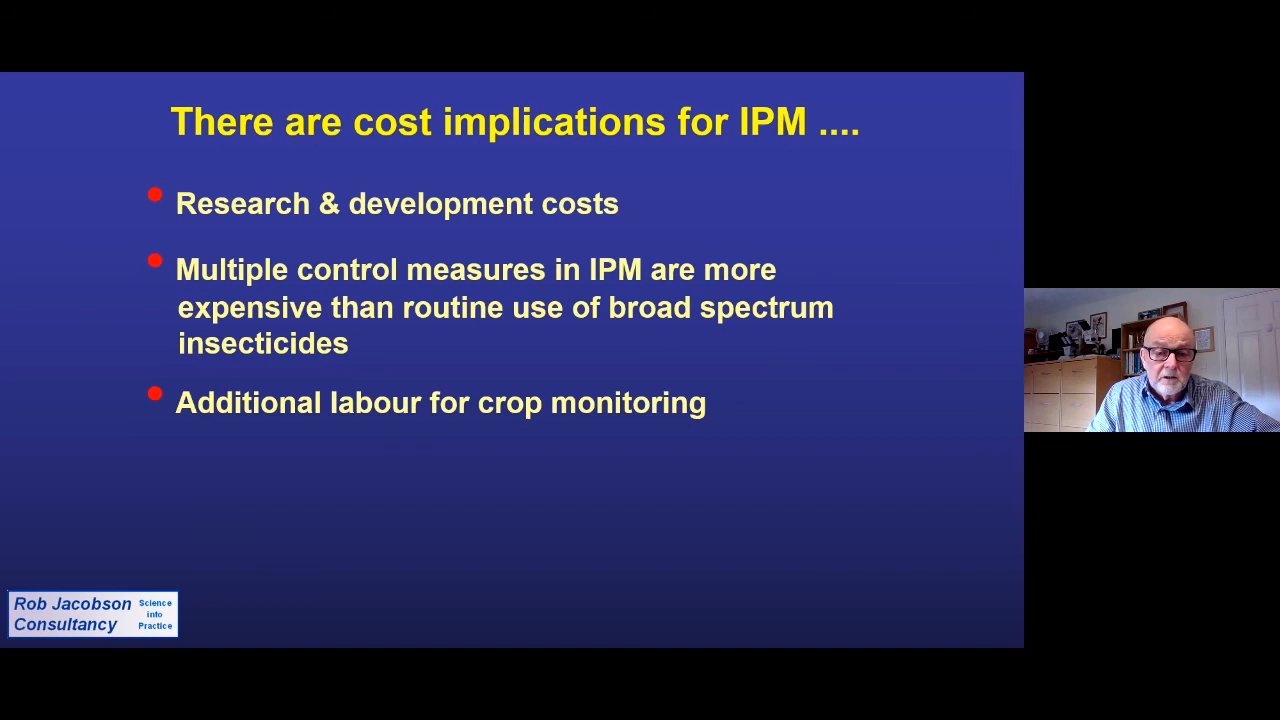 There are cost implications for IPM ....
Research & development costs
Multiple control measures in IPM are more
expensive than routine use of broad spectrum
insecticides
Additional labour for crop monitoring
Rob Jacobson
Consultancy
Science
into
Practice